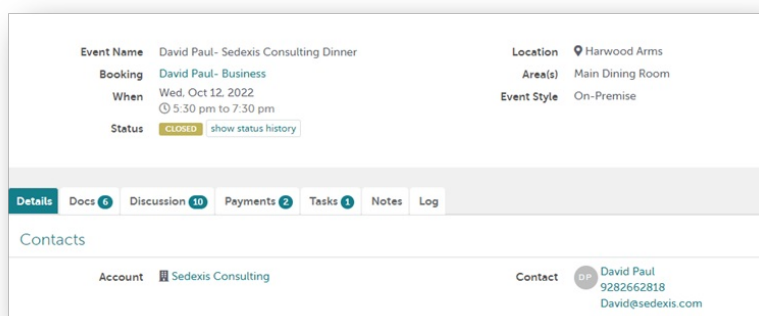 Event Name David Paul- Sedexis Consulting Dinner
Location Harwood Arms
Booking David Paul- Business
Area(s) Main Dining Room
When Wed, Oct 12, 2022
Event Style On-Premise
5:30 pm to 7:30 pm
Status CLOSED show status history
Details Docs 6 Discussion 10 Payments 2 Tasks 1 Notes Log
Contacts
Account Sedexis Consulting
Contact DP David Paul
9282662818
David@sedexis.com